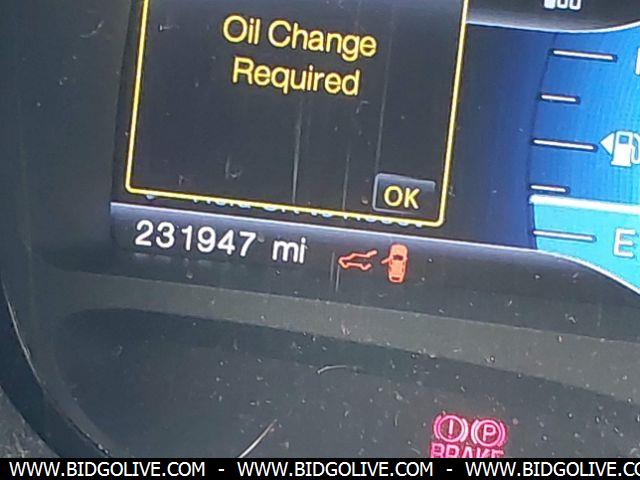 Oil Change
Required
OK
231947 mi
E
P
BRAKE
WWW.BIDGOLIVE.COM - WWW.BIDGOLIVE.COM - WWW.BIDGOLIVE.COM